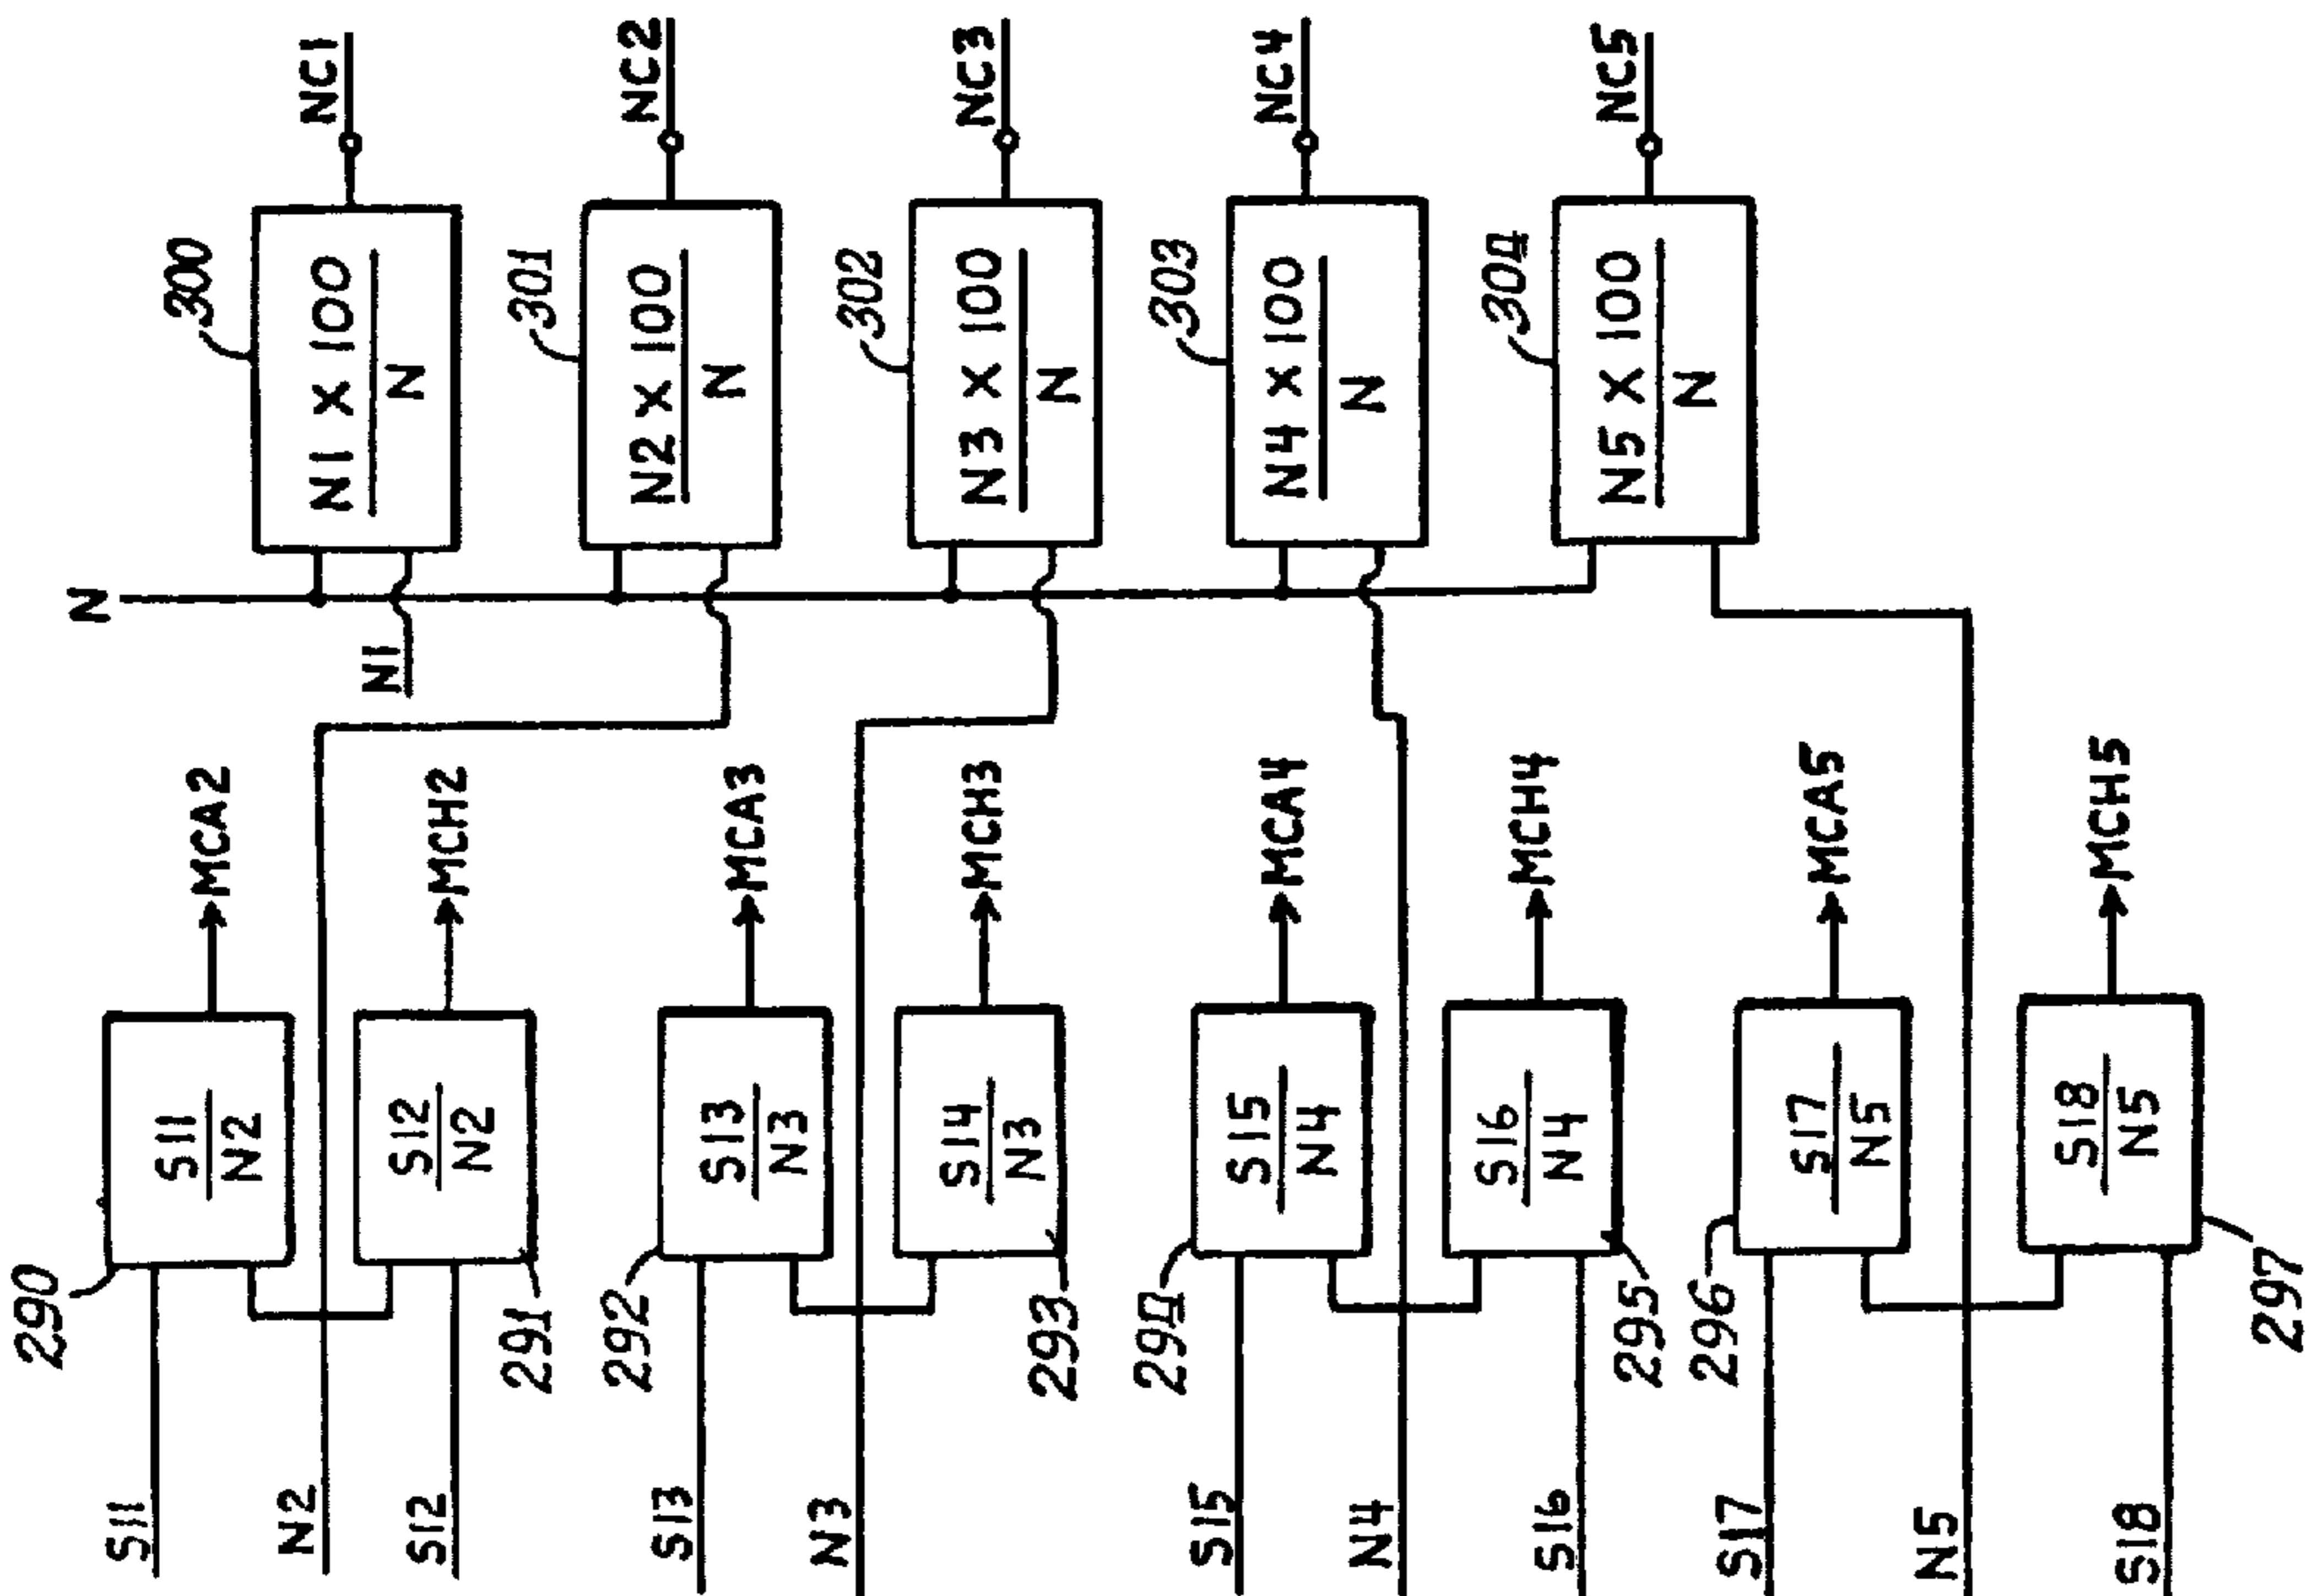 S11
290
S11
N2
MCA2
N2
S12
291
S12
N2
MCH2
S13
292
S13
N3
MCA3
N3
293
S14
N3
MCH3
S15
294
S15
N4
MCA4
N4
S16
295
S16
N4
MCH4
S17
296
S17
N5
MCA5
N5
S18
297
S18
N5
MCH5
N
N1
300
N1 X 100
N
NC1
301
N2 X 100
N
NC2
302
N3 X 100
N
NC3
303
N4 X 100
N
NC4
304
N5 X 100
N
NC5